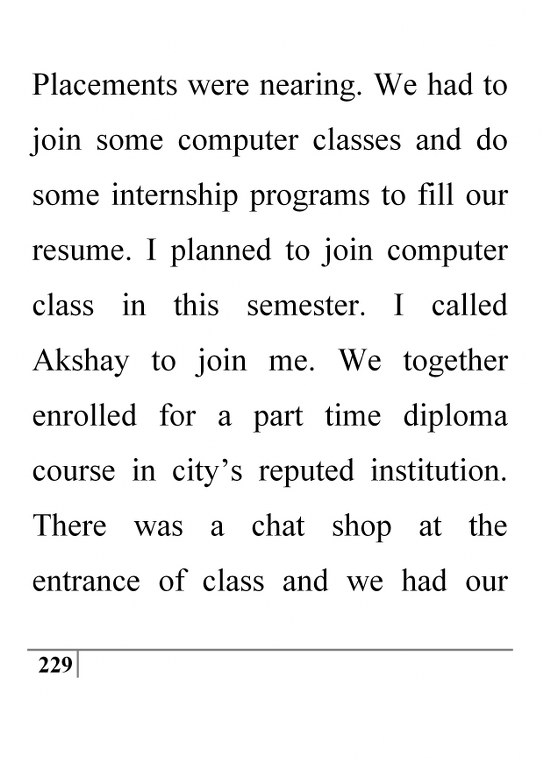 Placements were nearing. We had to
join some computer classes and do
some internship programs to fill our
resume. I planned to join computer
class in this semester. I called
Akshay to join me. We together
enrolled for a part time diploma
course in city’s reputed institution.
There was a chat shop at the
entrance of class and we had our
229